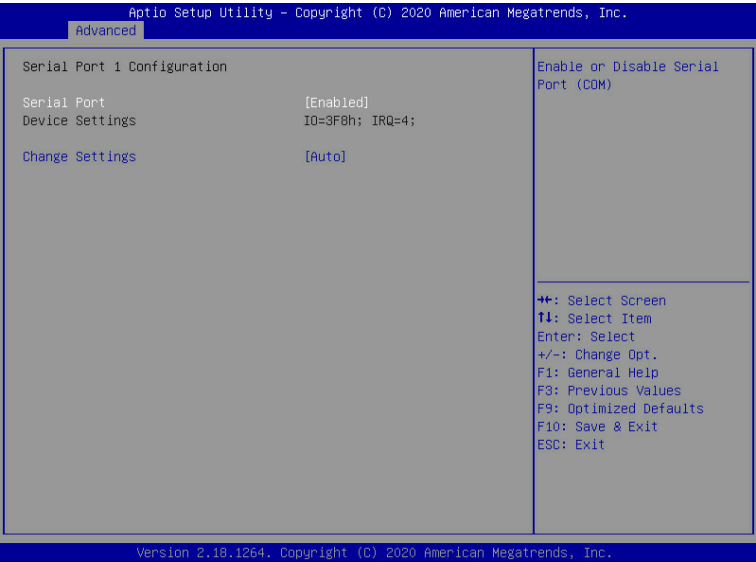 Aptio Setup Utility – Copyright (C) 2020 American Megatrends, Inc.
Advanced
Serial Port 1 Configuration
Serial Port [Enabled]
Device Settings IO=3F8h; IRQ=4;
Change Settings [Auto]
Enable or Disable Serial
Port (COM)
→←: Select Screen
↑↓: Select Item
Enter: Select
+/-: Change Opt.
F1: General Help
F3: Previous Values
F9: Optimized Defaults
F10: Save & Exit
ESC: Exit
Version 2.18.1264. Copyright (C) 2020 American Megatrends, Inc.